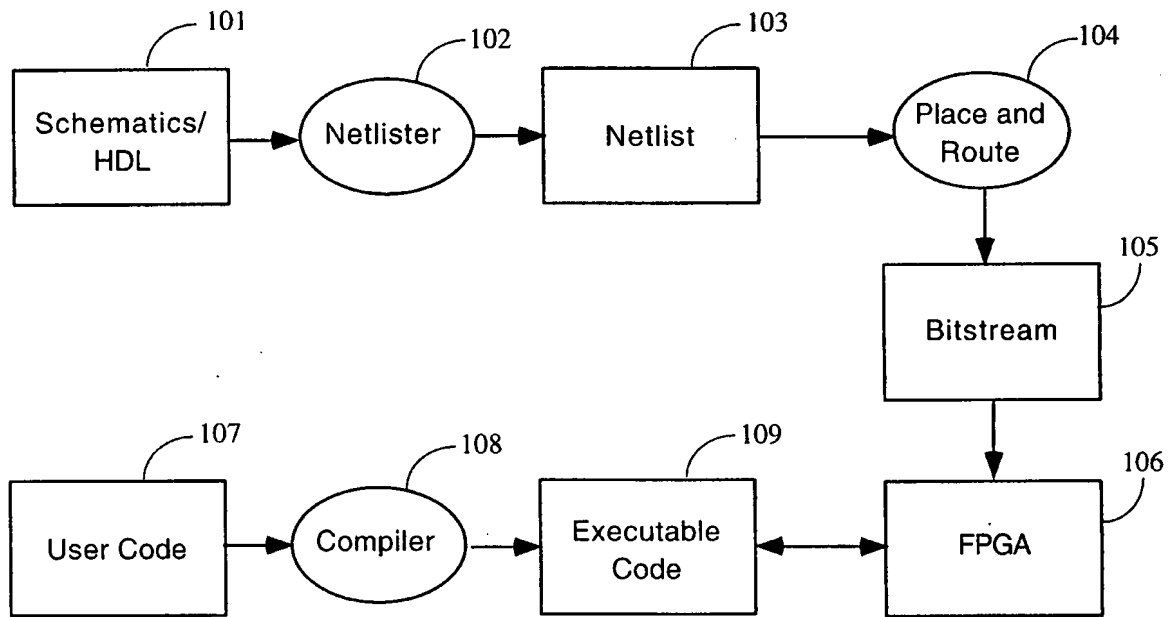 101
102
103
104
Schematics/
HDL
Netlister
Netlist
Place and
Route
105
Bitstream
107
108
109
106
User Code
Compiler
Executable
Code
FPGA